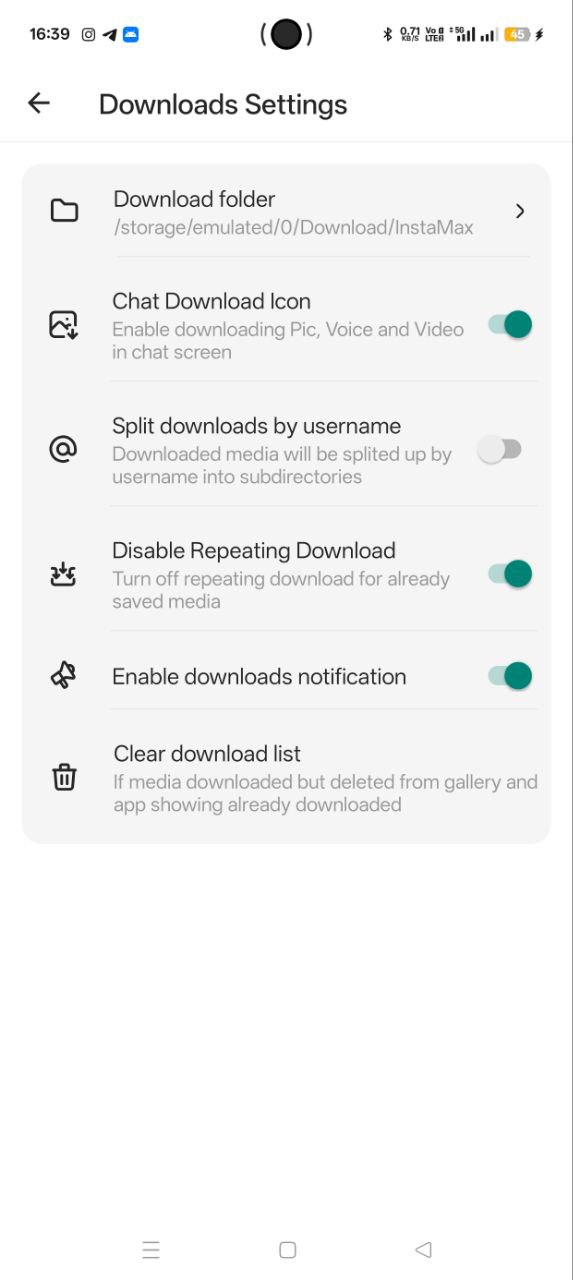 16:39
0.71 KB/S Vo LTE 5G 45
Downloads Settings
Download folder
/storage/emulated/0/Download/InstaMax
Chat Download Icon
Enable downloading Pic, Voice and Video
in chat screen
Split downloads by username
Downloaded media will be splited up by
username into subdirectories
Disable Repeating Download
Turn off repeating download for already
saved media
Enable downloads notification
Clear download list
If media downloaded but deleted from gallery and
app showing already downloaded